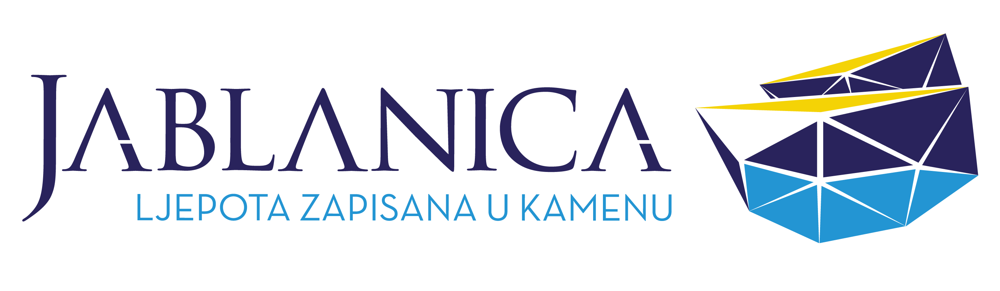 JABLANICA
LJEPOTA ZAPISANA U KAMENU